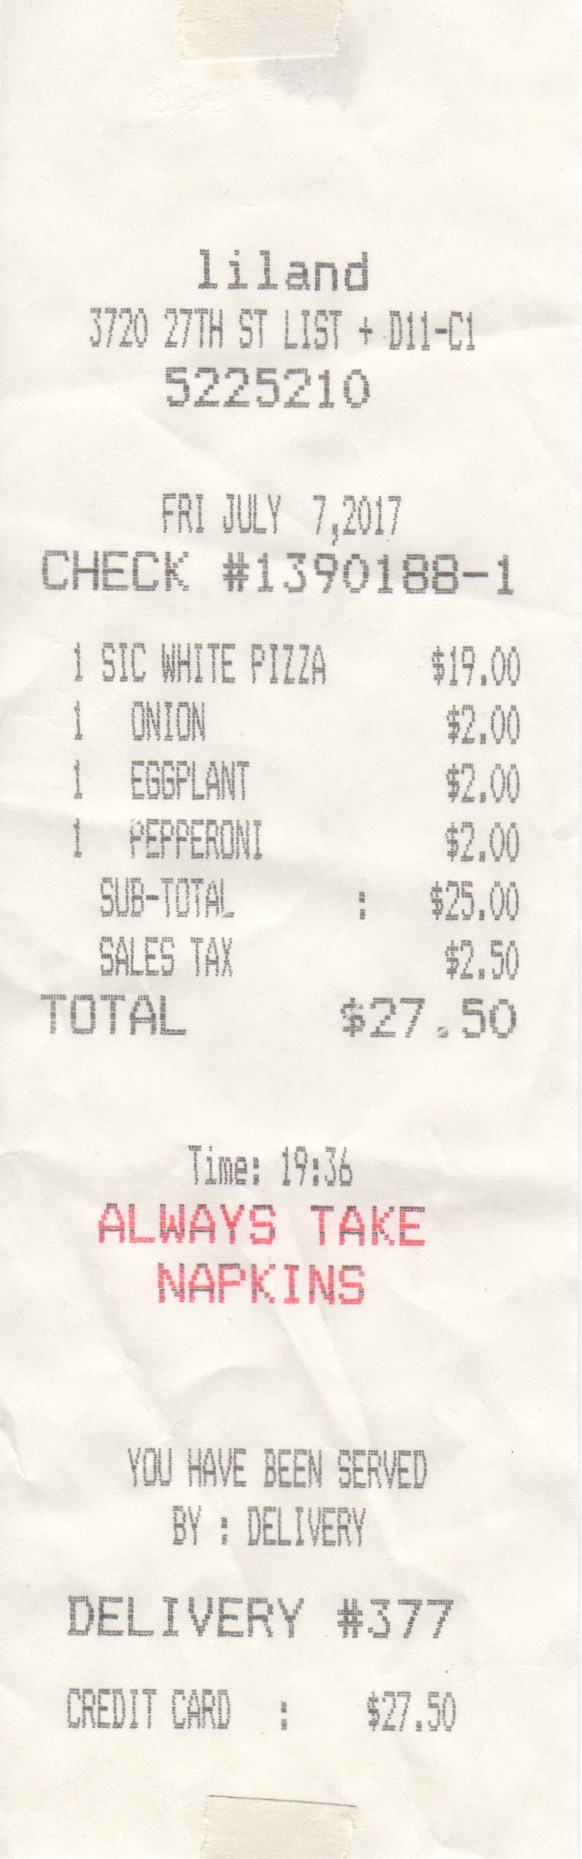 liland
3720 27TH ST LIST + D11-C1
5225210
FRI JULY 7,2017
CHECK #1390188-1
1 SIC WHITE PIZZA $19.00
1 ONION $2.00
1 EGGPLANT $2.00
1 PEPPERONI $2.00
SUB-TOTAL : $25.00
SALES TAX $2.50
TOTAL $27.50
Time: 19:36
ALWAYS TAKE
NAPKINS
YOU HAVE BEEN SERVED
BY : DELIVERY
DELIVERY #377
CREDIT CARD : $27.50